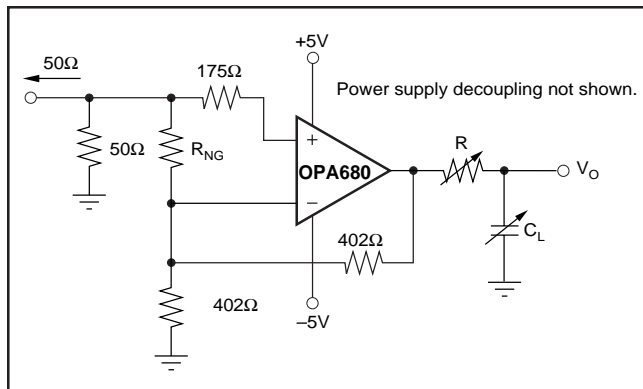 50Ω
+5V
175Ω
Power supply decoupling not shown.
50Ω
R_NG
+
OPA680
R
V_O
−
402Ω
C_L
402Ω
–5V